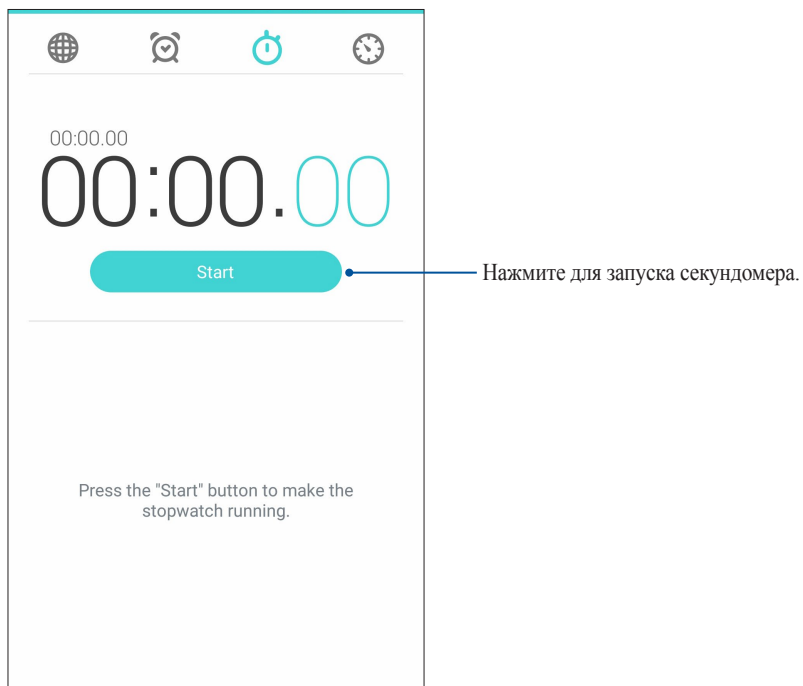 00:00.00
00:00.00
Start
Нажмите для запуска секундомера.
Press the "Start" button to make the
stopwatch running.